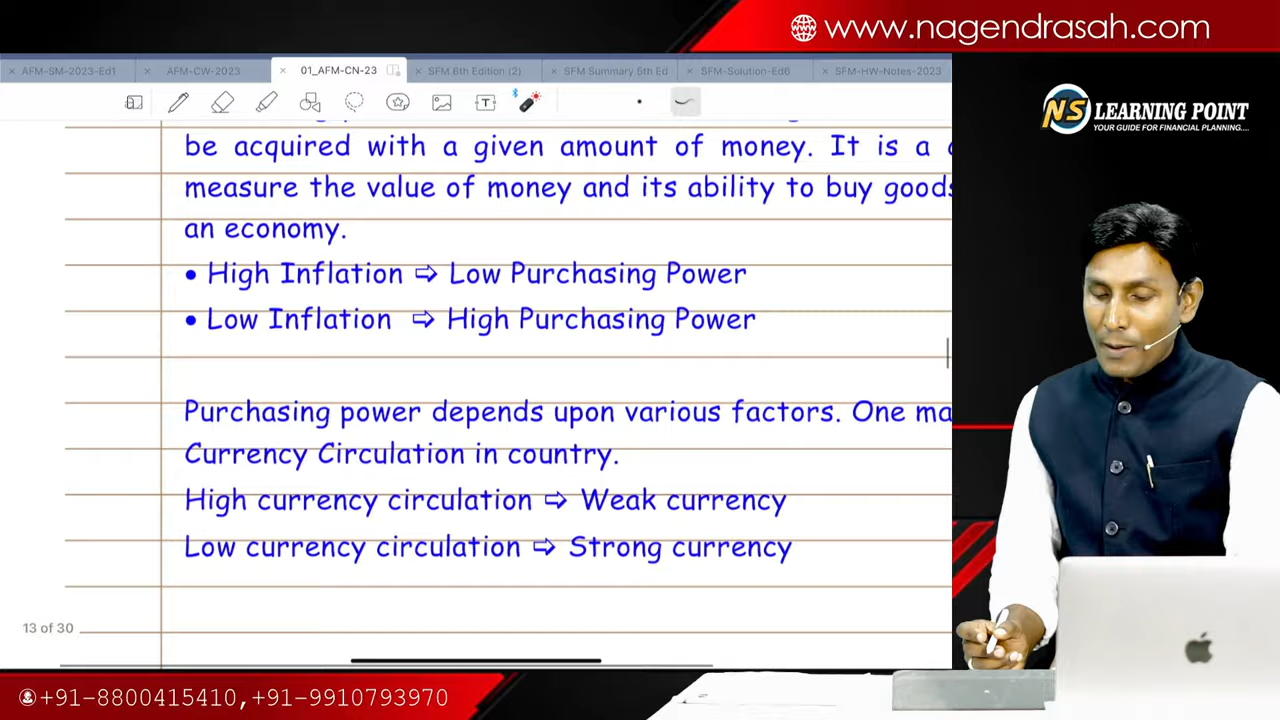 www.nagendrasah.com
AFM-SM-2023-Ed1
AFM-CW-2023
01_AFM-CN-23
SFM 6th Edition (2)
SFM Summary 5th Ed
SFM-Solution-Ed6
SFM-HW-Notes-2023
NS LEARNING POINT
YOUR GUIDE FOR FINANCIAL PLANNING....
be acquired with a given amount of money. It is a
measure the value of money and its ability to buy goods
an economy.
• High Inflation ⇨ Low Purchasing Power
• Low Inflation ⇨ High Purchasing Power
Purchasing power depends upon various factors. One ma
Currency Circulation in country.
High currency circulation ⇨ Weak currency
Low currency circulation ⇨ Strong currency
13 of 30
+91-8800415410,+91-9910793970